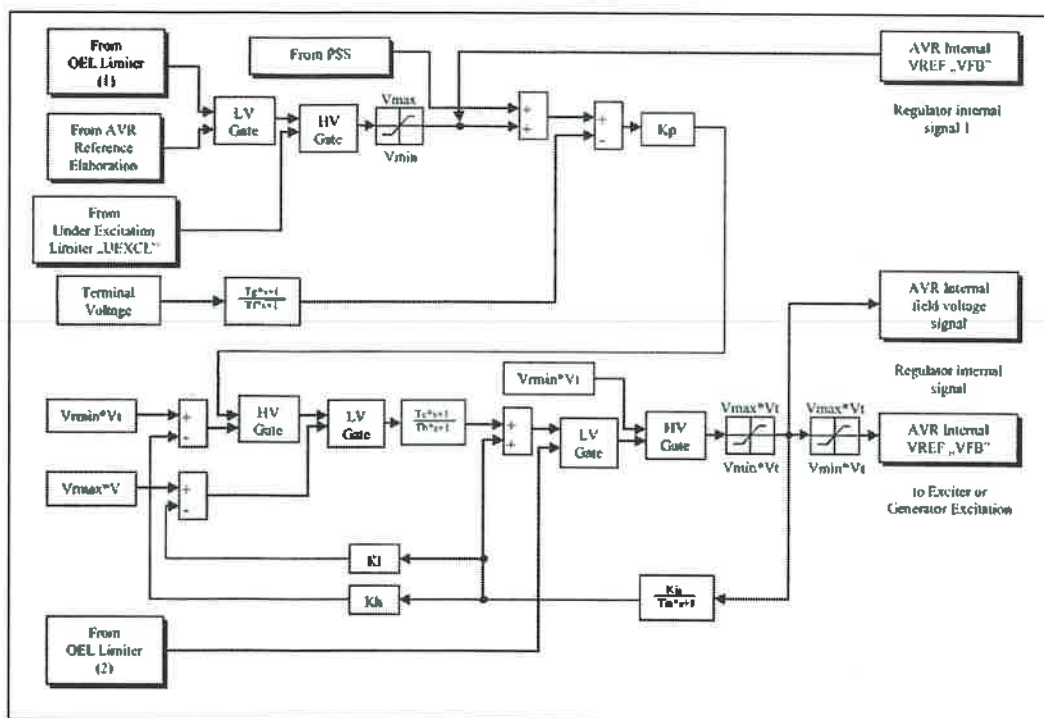 From
OEL Limiter
(1)
From PSS
AVR Internal
VREF „VFB”
Regulator internal
signal 1
LV
Gate
HV
Gate
Vmax
Vmin
+
+
+
-
Kp
From AVR
Reference
Elaboration
From
Under Excitation
Limiter „UEXCL”
Terminal
Voltage
AVR Internal
field voltage
signal
Regulator internal
signal
Vrmin*Vt
Vrmin*Vt
+
-
HV
Gate
LV
Gate
+
+
LV
Gate
HV
Gate
Vmax*Vt
Vmin*Vt
Vmax*Vt
Vmin*Vt
AVR Internal
VREF „VFB”
to Exciter or
Generator Excitation
Vrmax*V
+
-
Kl
Kh
From
OEL Limiter
(2)